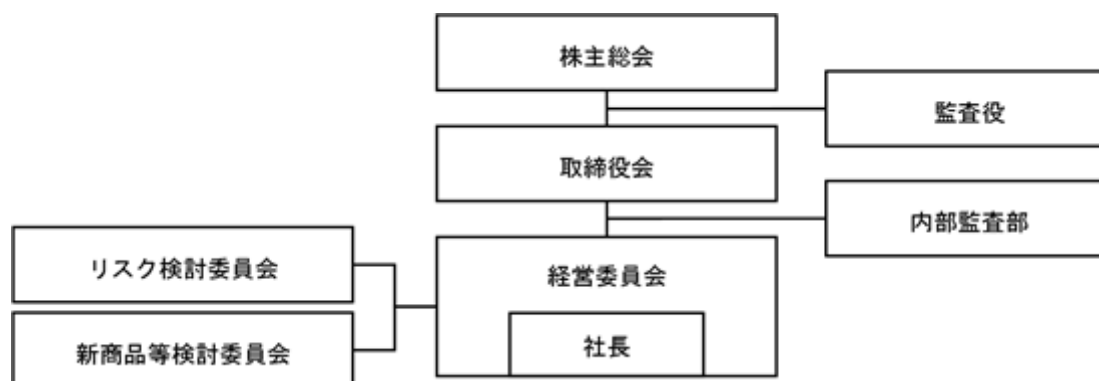 株主総会
監査役
取締役会
内部監査部
リスク検討委員会
経営委員会
新商品等検討委員会
社長